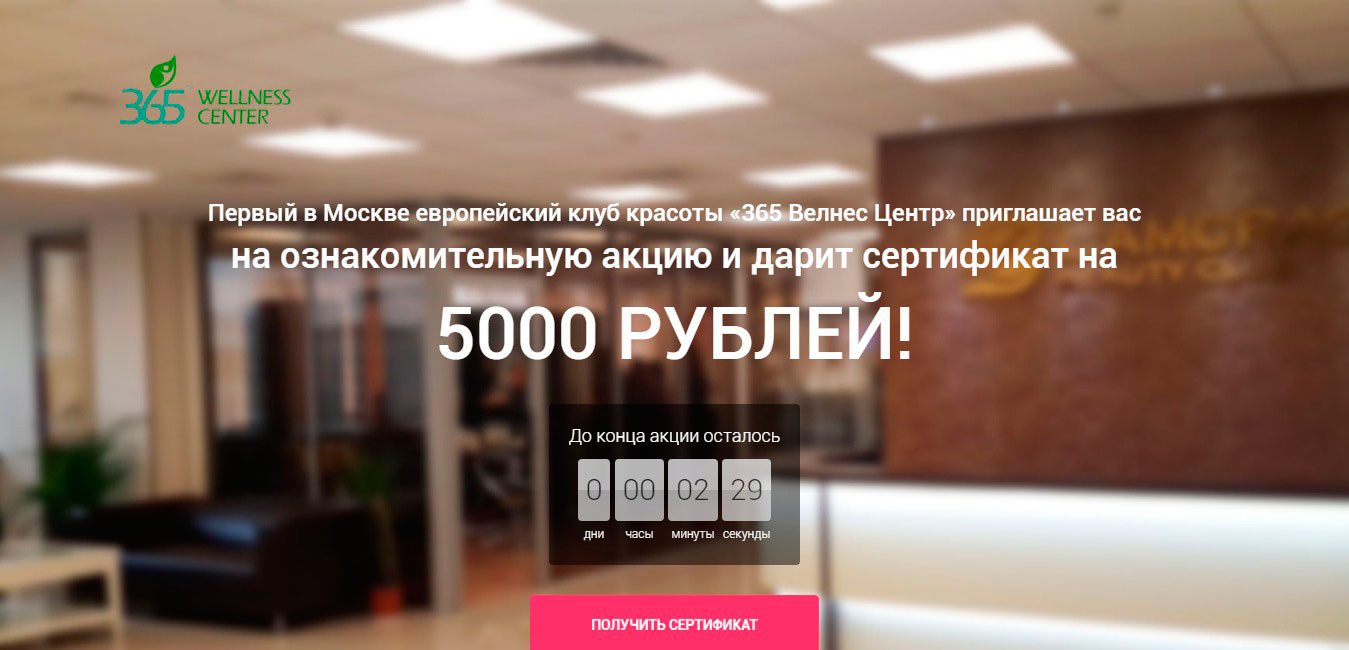 365 WELLNESS
CENTER
Первый в Москве европейский клуб красоты «365 Велнес Центр» приглашает вас
на ознакомительную акцию и дарит сертификат на
5000 РУБЛЕЙ!
До конца акции осталось
0 00 02 29
дни часы минуты секунды
ПОЛУЧИТЬ СЕРТИФИКАТ